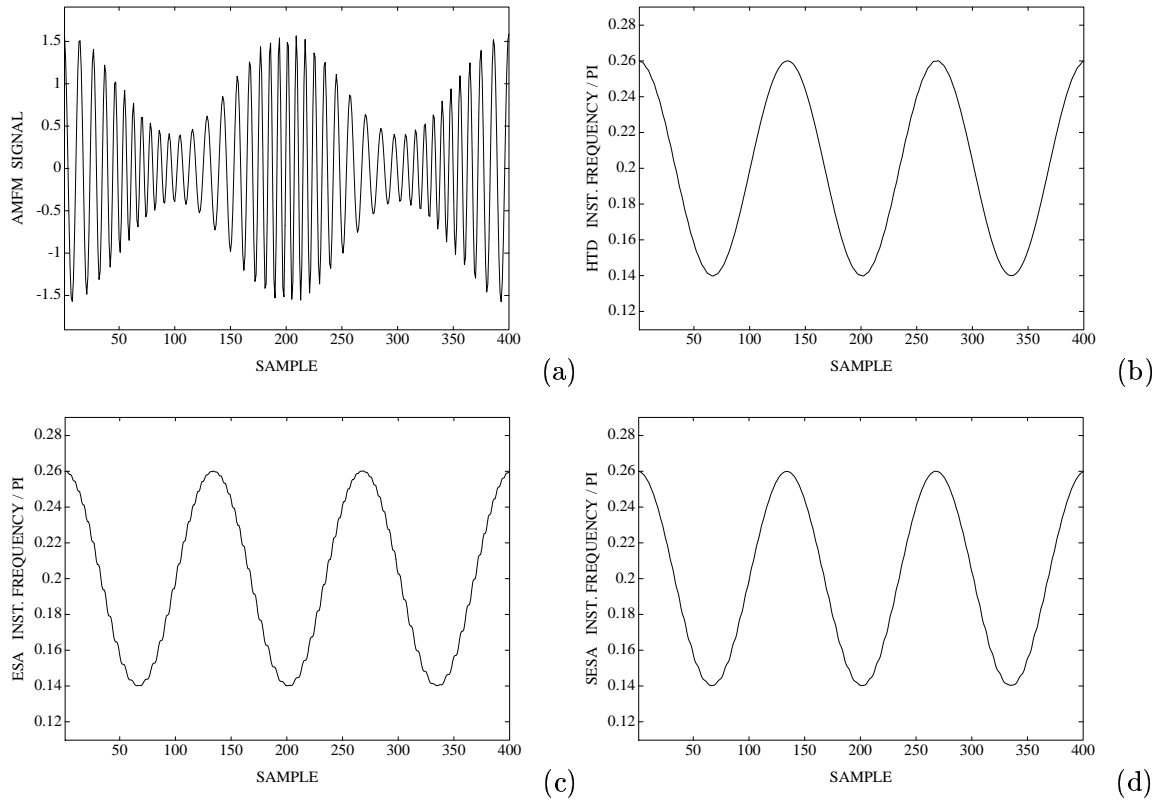 1.5
1
0.5
0
-0.5
-1
-1.5
AMFM SIGNAL
50 100 150 200 250 300 350 400
SAMPLE
(a)
0.28
0.26
0.24
0.22
0.2
0.18
0.16
0.14
0.12
HTD INST. FREQUENCY / PI
50 100 150 200 250 300 350 400
SAMPLE
(b)
0.28
0.26
0.24
0.22
0.2
0.18
0.16
0.14
0.12
ESA INST. FREQUENCY / PI
50 100 150 200 250 300 350 400
SAMPLE
(c)
0.28
0.26
0.24
0.22
0.2
0.18
0.16
0.14
0.12
SESA INST. FREQUENCY / PI
50 100 150 200 250 300 350 400
SAMPLE
(d)